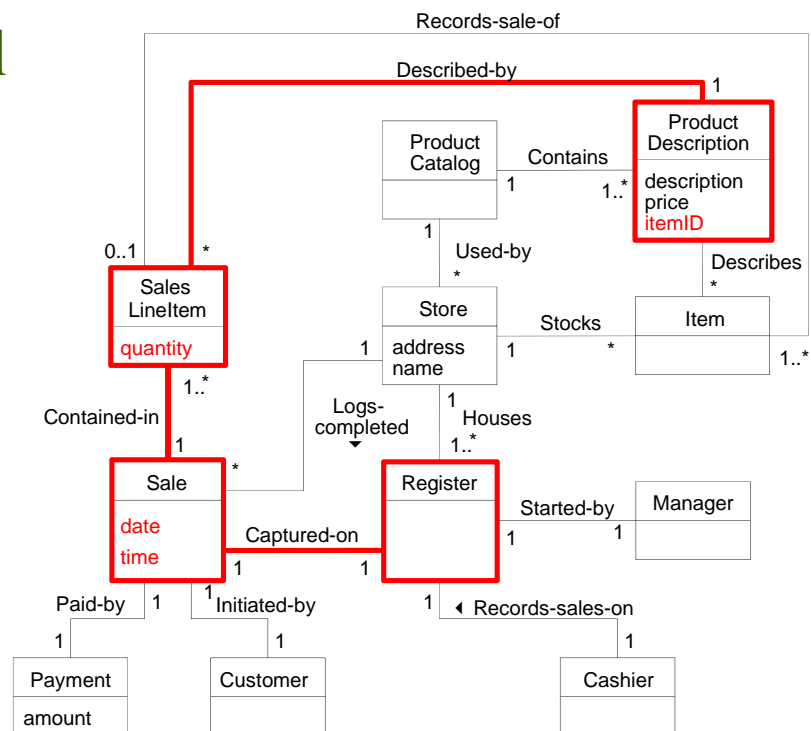 l
Records-sale-of
Described-by
1
Product
Description
description
price
itemID
Product
Catalog
Contains
1
1..*
1
Used-by
*
0..1
*
Sales
LineItem
quantity
Describes
*
Store
address
name
Stocks
1
*
Item
1..*
1
1..*
Contained-in
1
Logs-
completed
*
1
Houses
1..*
Sale
date
time
Captured-on
1
1
Register
Started-by
1
1
Manager
Paid-by
1
1
Initiated-by
1
1
1
Records-sales-on
1
Payment
amount
Customer
Cashier